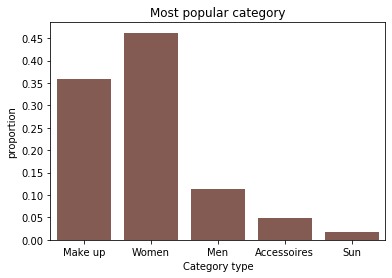 Most popular category
proportion
0.45
0.40
0.35
0.30
0.25
0.20
0.15
0.10
0.05
0.00
Make up Women Men Accessoires Sun
Category type